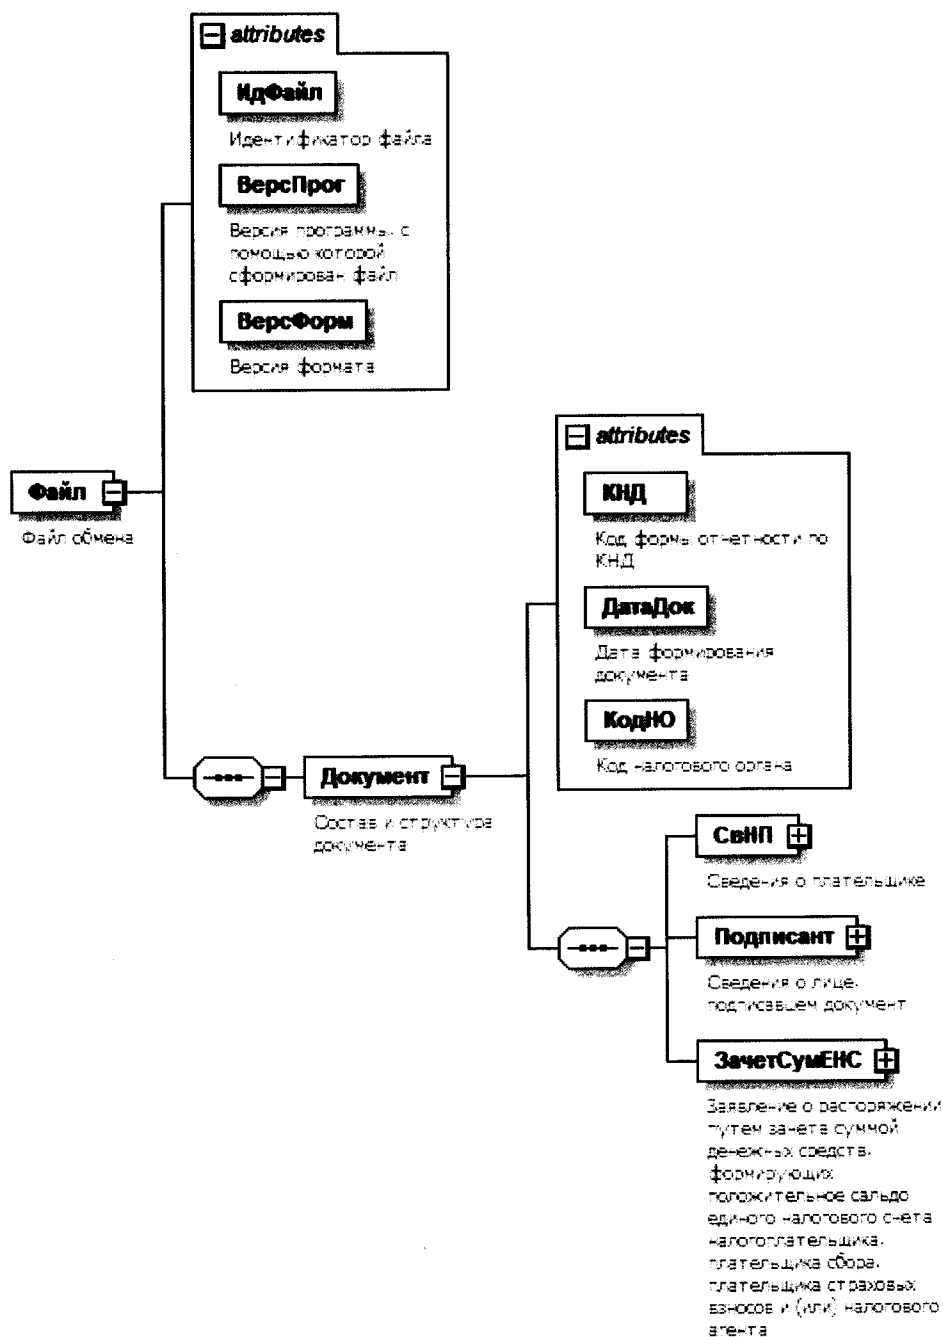 attributes
ИдФайл
Идентификатор файла
ВерсПрог
Версия программы, с
помощью которой
сформирован файл
ВерсФорм
Версия формата
Файл
Файл обмена
attributes
КНД
Код формы отчетности по
КНД
ДатаДок
Дата формирования
документа
КодНО
Код налогового органа
Документ
Состав и структура
документа
СвНП
Сведения о плательщике
Подписант
Сведения о лице,
подписавшем документ
ЗачетСумЕНС
Заявление о распоряжении
путем зачета суммой
денежных средств,
формирующих
положительное сальдо
единого налогового счета
налогоплательщика,
плательщика сбора,
плательщика страховых
взносов и (или) налогового
агента